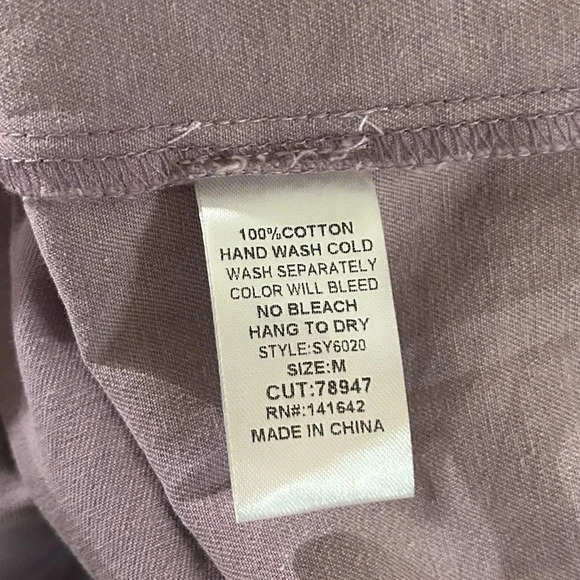 100%COTTON
HAND WASH COLD
WASH SEPARATELY
COLOR WILL BLEED
NO BLEACH
HANG TO DRY
STYLE:SY6020
SIZE:M
CUT:78947
RN#:141642
MADE IN CHINA